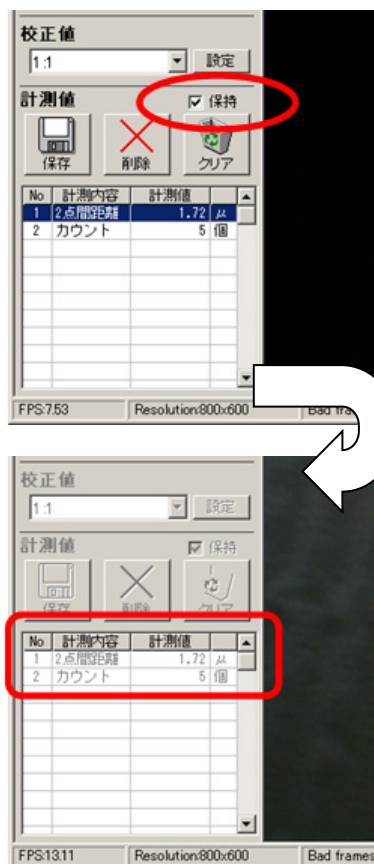 校正値
1:1 設定
計測値 保持
保存 削除 クリア
No 計測内容 計測値
1 2点間距離 1.72 μ
2 カウント 5 個
FPS:7.53 Resolution:800x600 Bad fra
校正値
1:1 設定
計測値 保持
保存 削除 クリア
No 計測内容 計測値
1 2点間距離 1.72 μ
2 カウント 5 個
FPS:13.11 Resolution:800x600 Bad frames